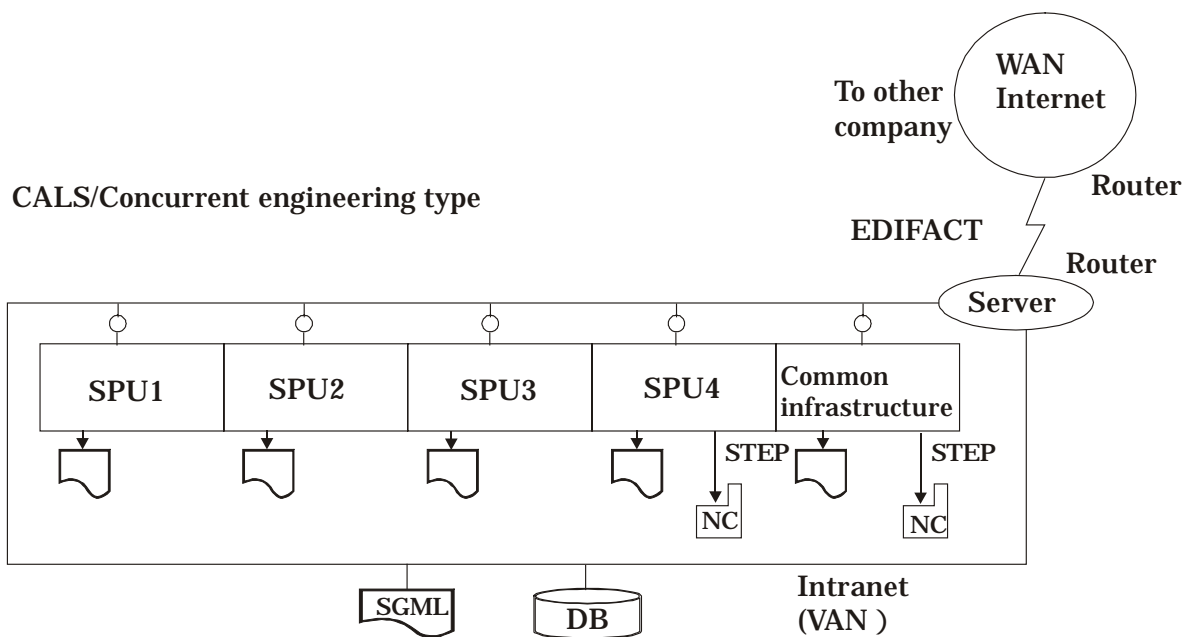 WAN
Internet
To other
company
Router
CALS/Concurrent engineering type
EDIFACT
Router
Server
SPU1
SPU2
SPU3
SPU4
Common
infrastructure
STEP
STEP
NC
NC
SGML
DB
Intranet
(VAN )